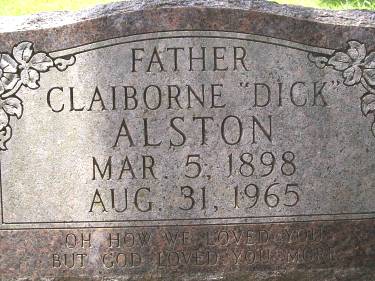 FATHER
CLAIBORNE "DICK"
ALSTON
MAR. 5, 1898
AUG. 31, 1965
OH HOW WE LOVED YOU
BUT GOD LOVED YOU MORE